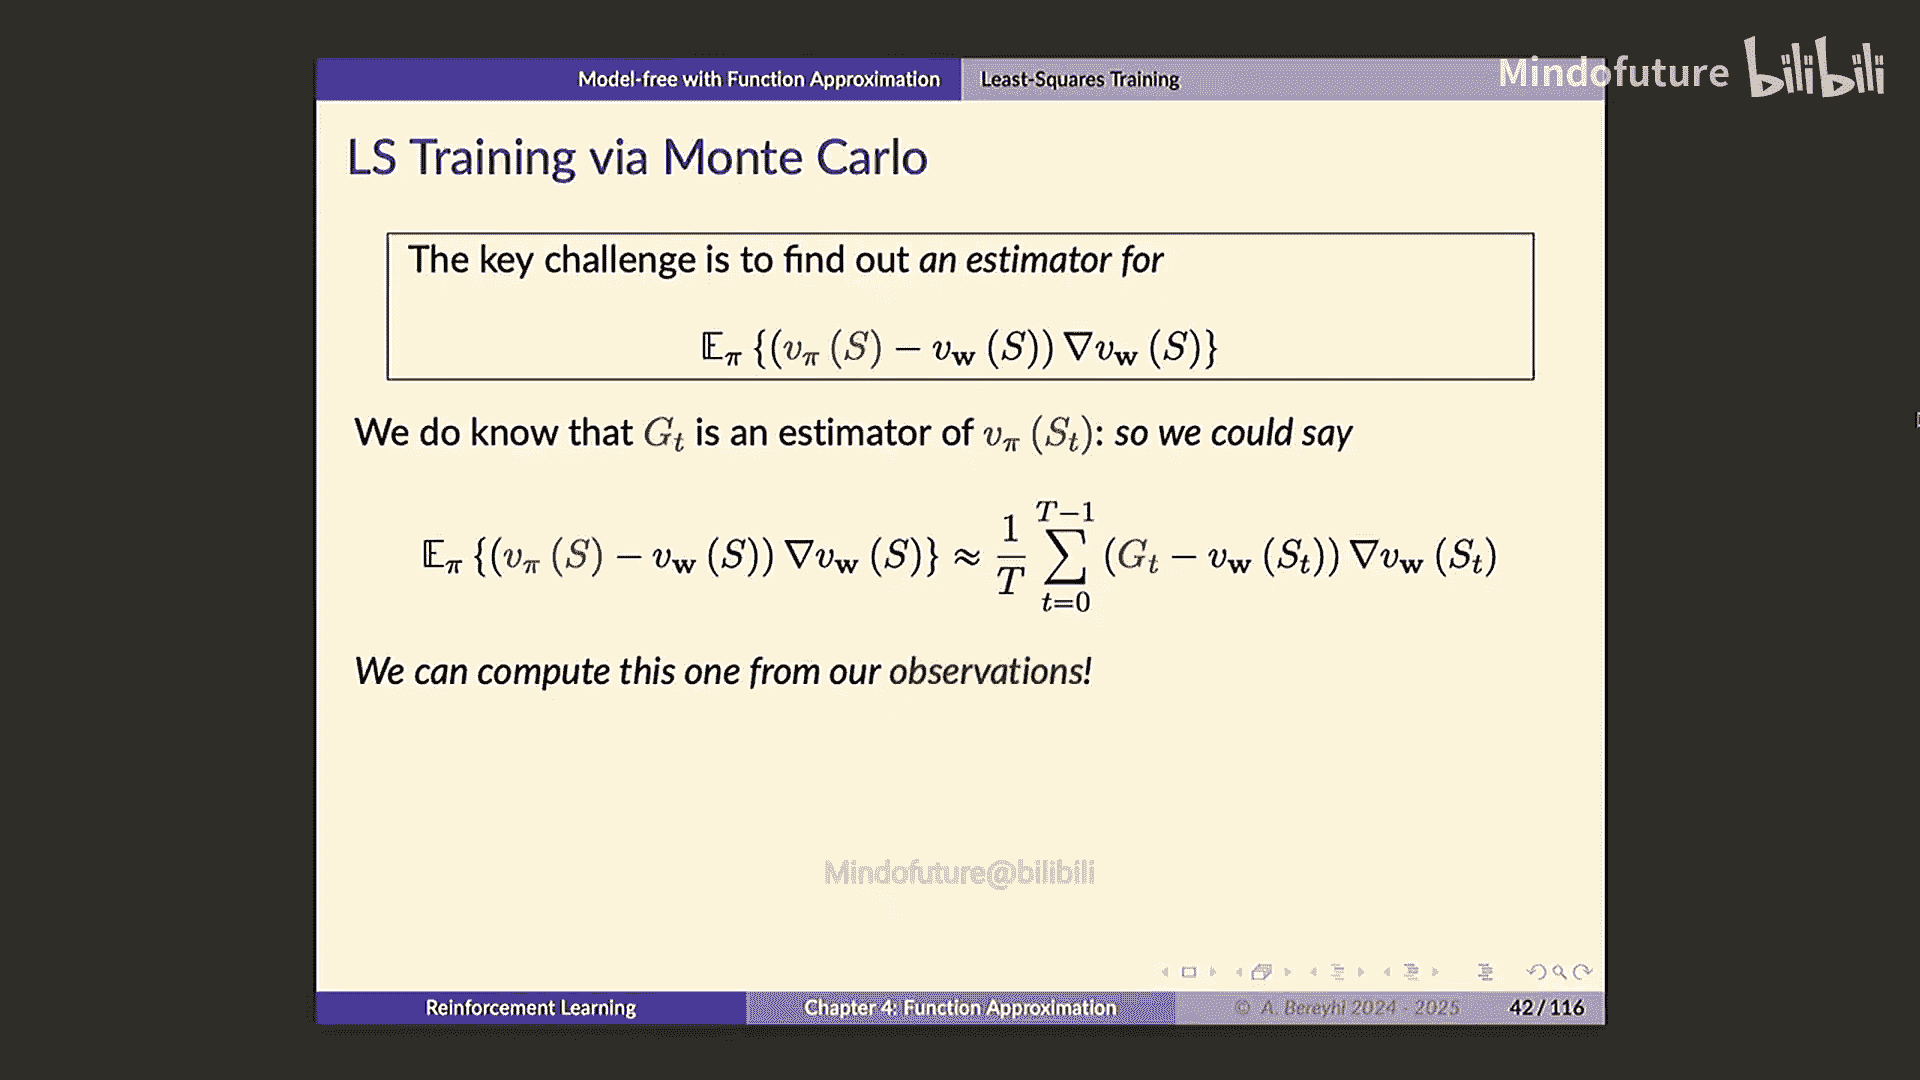 Mindofuture bilibili
Model-free with Function Approximation Least-Squares Training
LS Training via Monte Carlo
The key challenge is to find out an estimator for
𝔼π {(vπ (S) − v𝐰 (S)) ∇v𝐰 (S)}
We do know that Gt is an estimator of vπ (St): so we could say
𝔼π {(vπ (S) − v𝐰 (S)) ∇v𝐰 (S)} ≈ 1/T ∑_{t=0}^{T−1} (Gt − v𝐰 (St)) ∇v𝐰 (St)
We can compute this one from our observations!
Mindofuture@bilibili
Reinforcement Learning Chapter 4: Function Approximation © A. Bereyhi 2024 - 2025 42 / 116